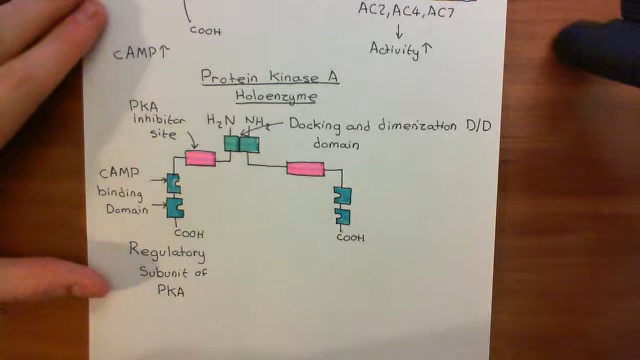 COOH
cAMP↑
AC2, AC4, AC7
↓
Activity↑
Protein Kinase A
Holoenzyme
PKA
inhibitor
site
H₂N NH₂
Docking and dimerization D/D
domain
cAMP
binding
Domain
COOH
COOH
Regulatory
Subunit of
PKA